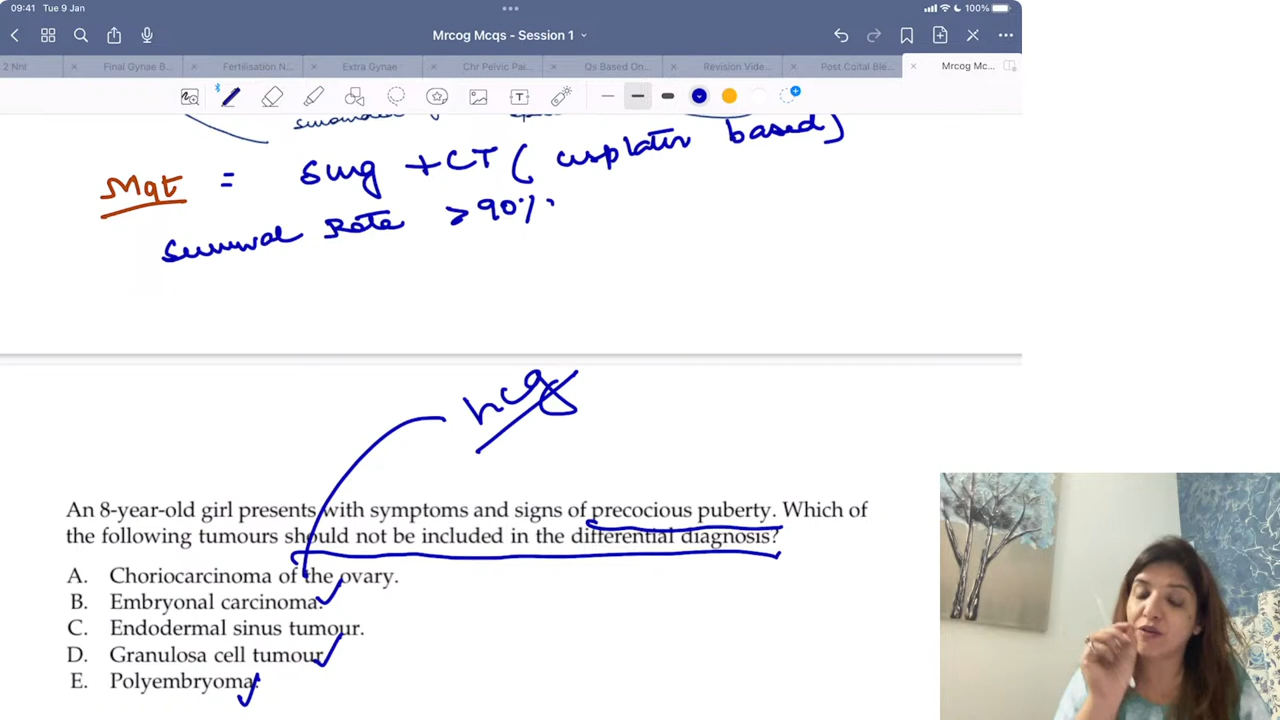 09:41 Tue 9 Jan
100%
Mrcog Mcqs - Session 1
2 Nnt
Final Gynae B...
Fertilisation N...
Extra Gynae
Chr Pelvic Pai...
Qs Based On...
Revision Vide...
Post Coital Ble...
Mrcog Mc...
Mgt = Surg + CT ( cisplatin based )
Survival Rate > 90%
hcg
An 8-year-old girl presents with symptoms and signs of precocious puberty. Which of
the following tumours should not be included in the differential diagnosis?
A. Choriocarcinoma of the ovary.
B. Embryonal carcinoma.
C. Endodermal sinus tumour.
D. Granulosa cell tumour.
E. Polyembryoma.